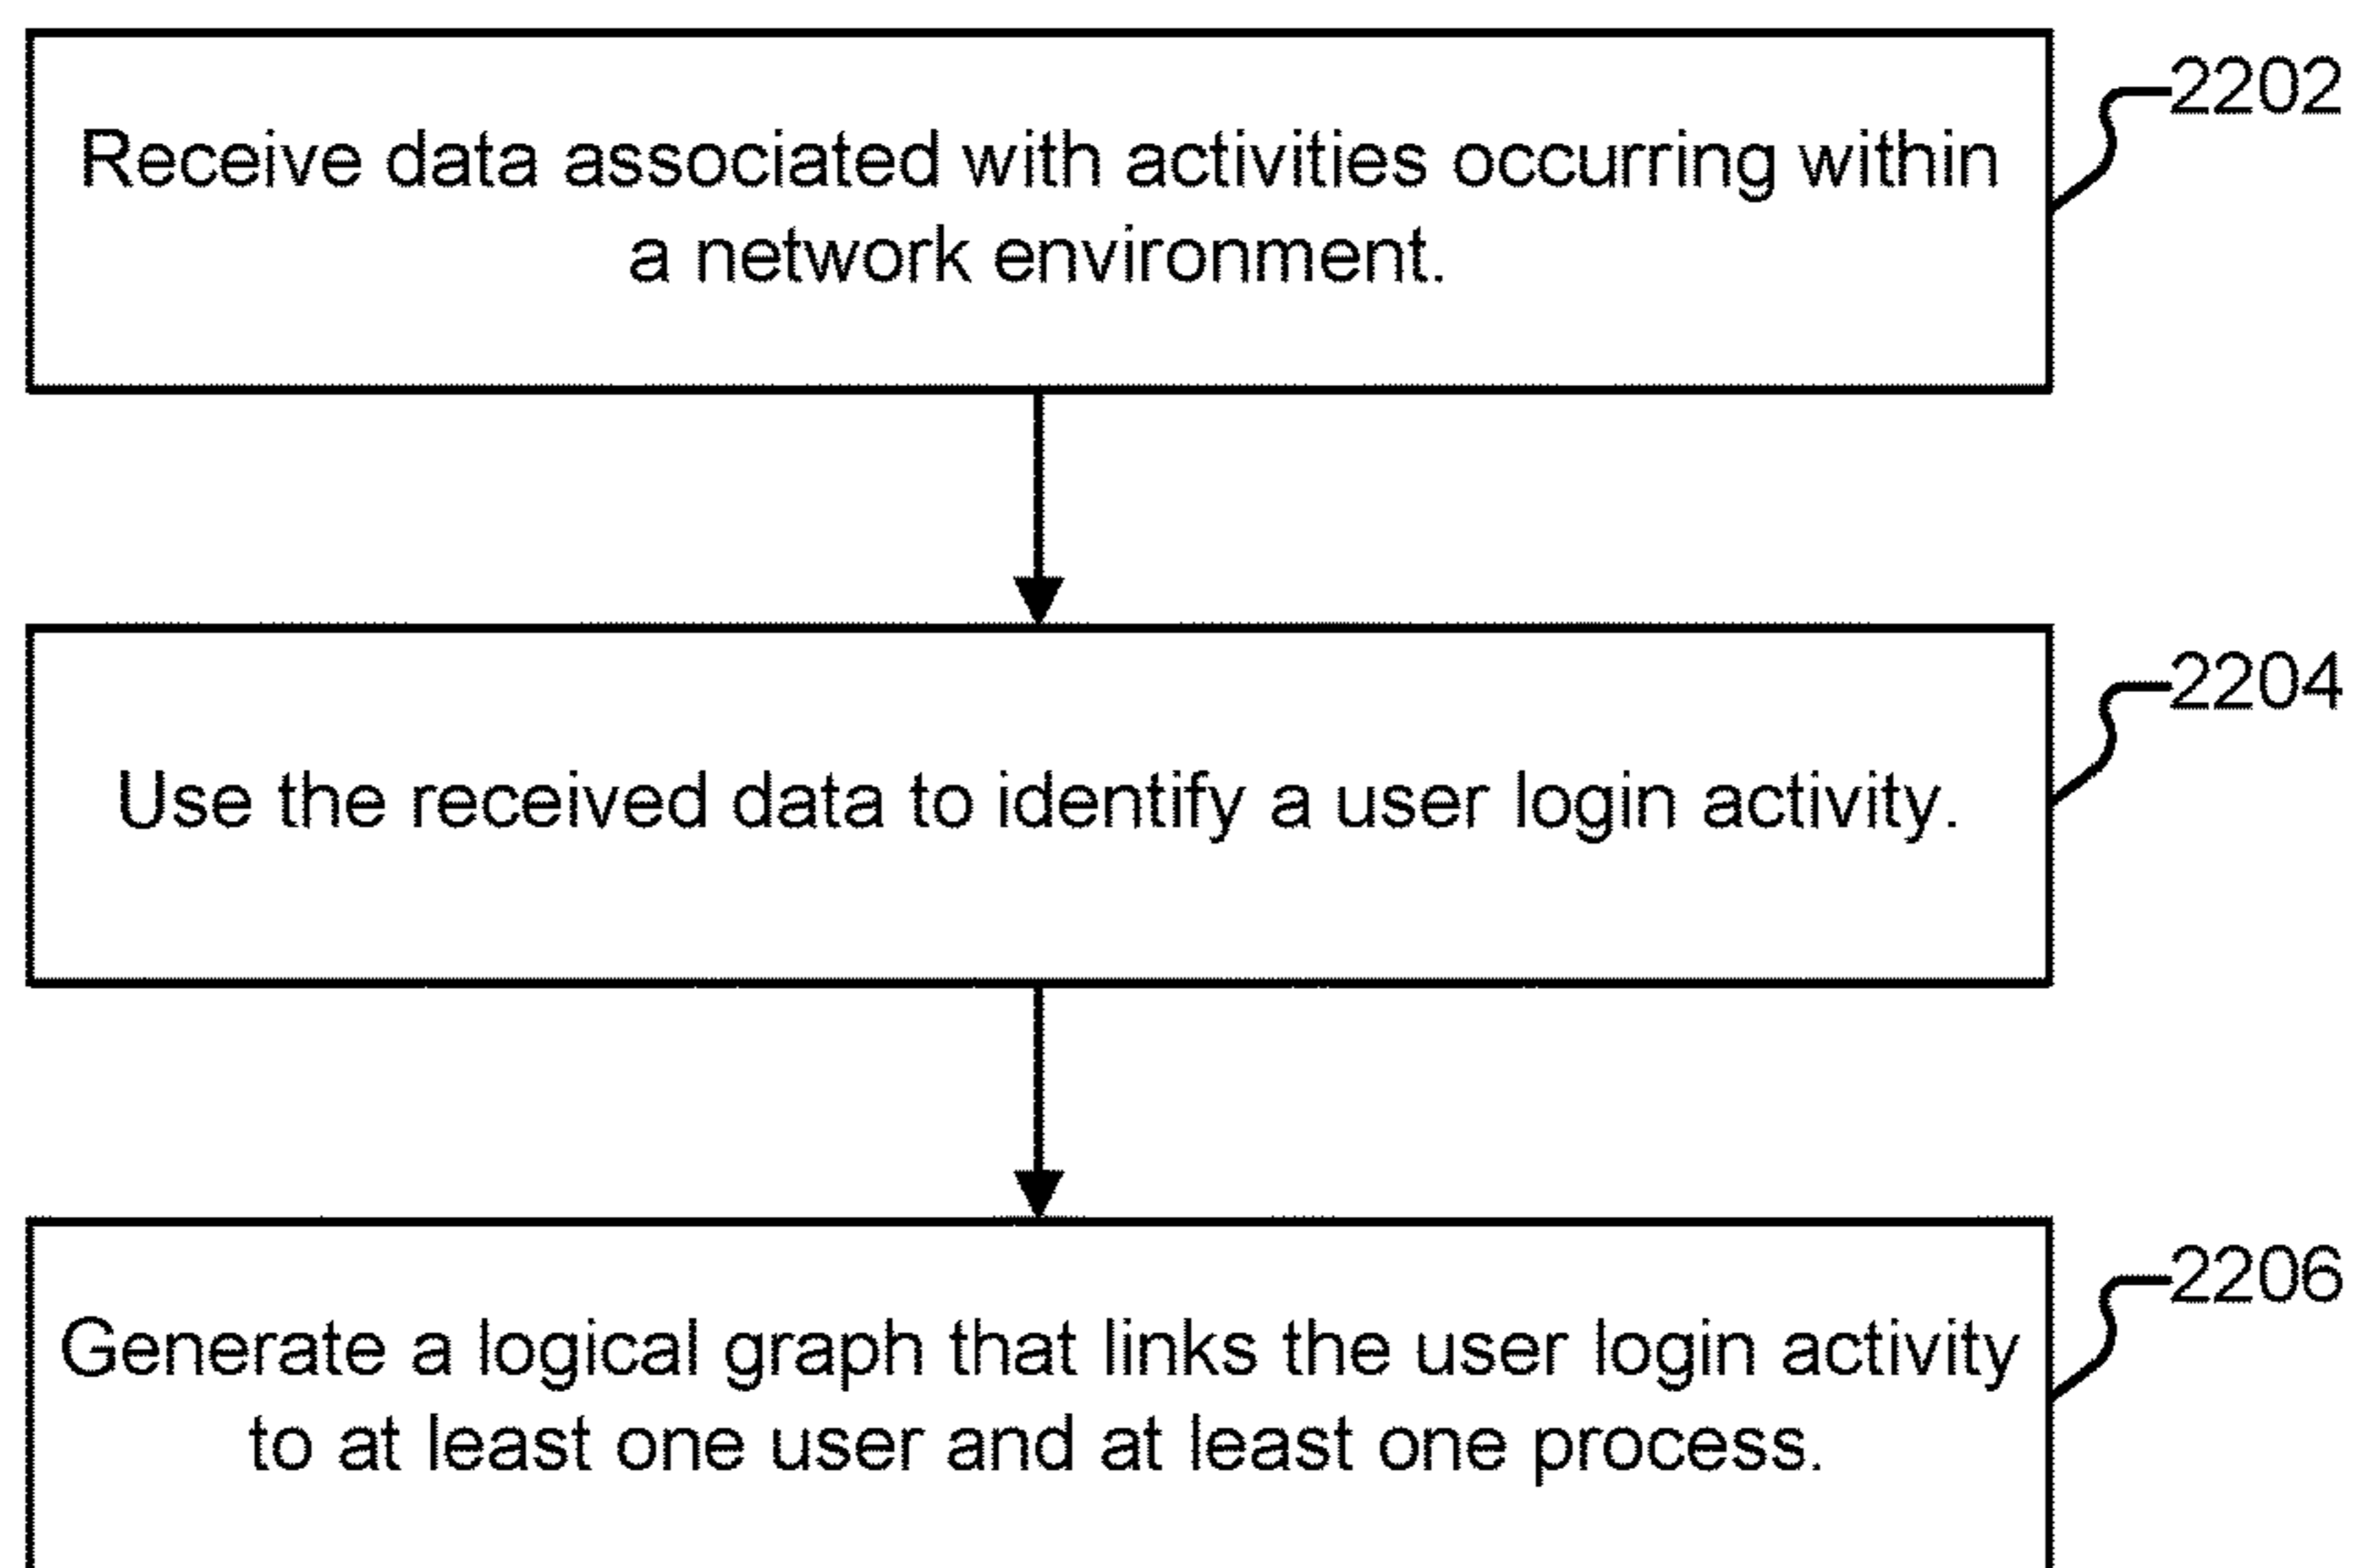 Receive data associated with activities occurring within
a network environment.
2202
Use the received data to identify a user login activity.
2204
Generate a logical graph that links the user login activity
to at least one user and at least one process.
2206